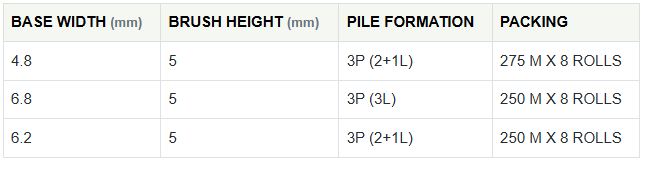 BASE WIDTH (mm) BRUSH HEIGHT (mm) PILE FORMATION PACKING
4.8 5 3P (2+1L) 275 M X 8 ROLLS
6.8 5 3P (3L) 250 M X 8 ROLLS
6.2 5 3P (2+1L) 250 M X 8 ROLLS